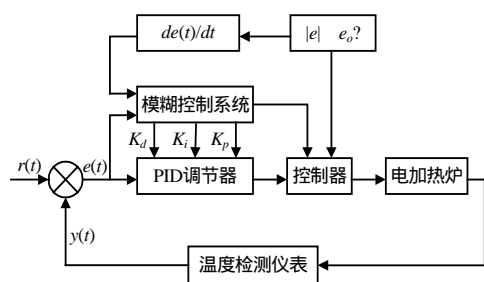 de(t)/dt
|e| e_o?
模糊控制系统
K_d K_i K_p
r(t)
e(t)
PID调节器
控制器
电加热炉
y(t)
温度检测仪表